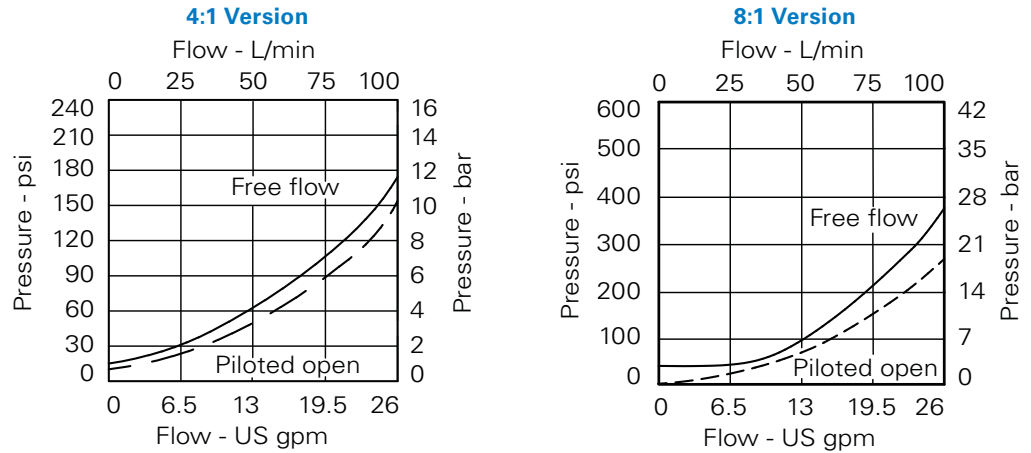 4:1 Version
Flow - L/min
0 25 50 75 100
240 210 180 150 120 90 60 30 0
Pressure - psi
16 14 12 10 8 6 4 2 0
Pressure - bar
Free flow
Piloted open
0 6.5 13 19.5 26
Flow - US gpm
8:1 Version
Flow - L/min
0 25 50 75 100
600 500 400 300 200 100 0
Pressure - psi
42 35 28 21 14 7 0
Pressure - bar
Free flow
Piloted open
0 6.5 13 19.5 26
Flow - US gpm